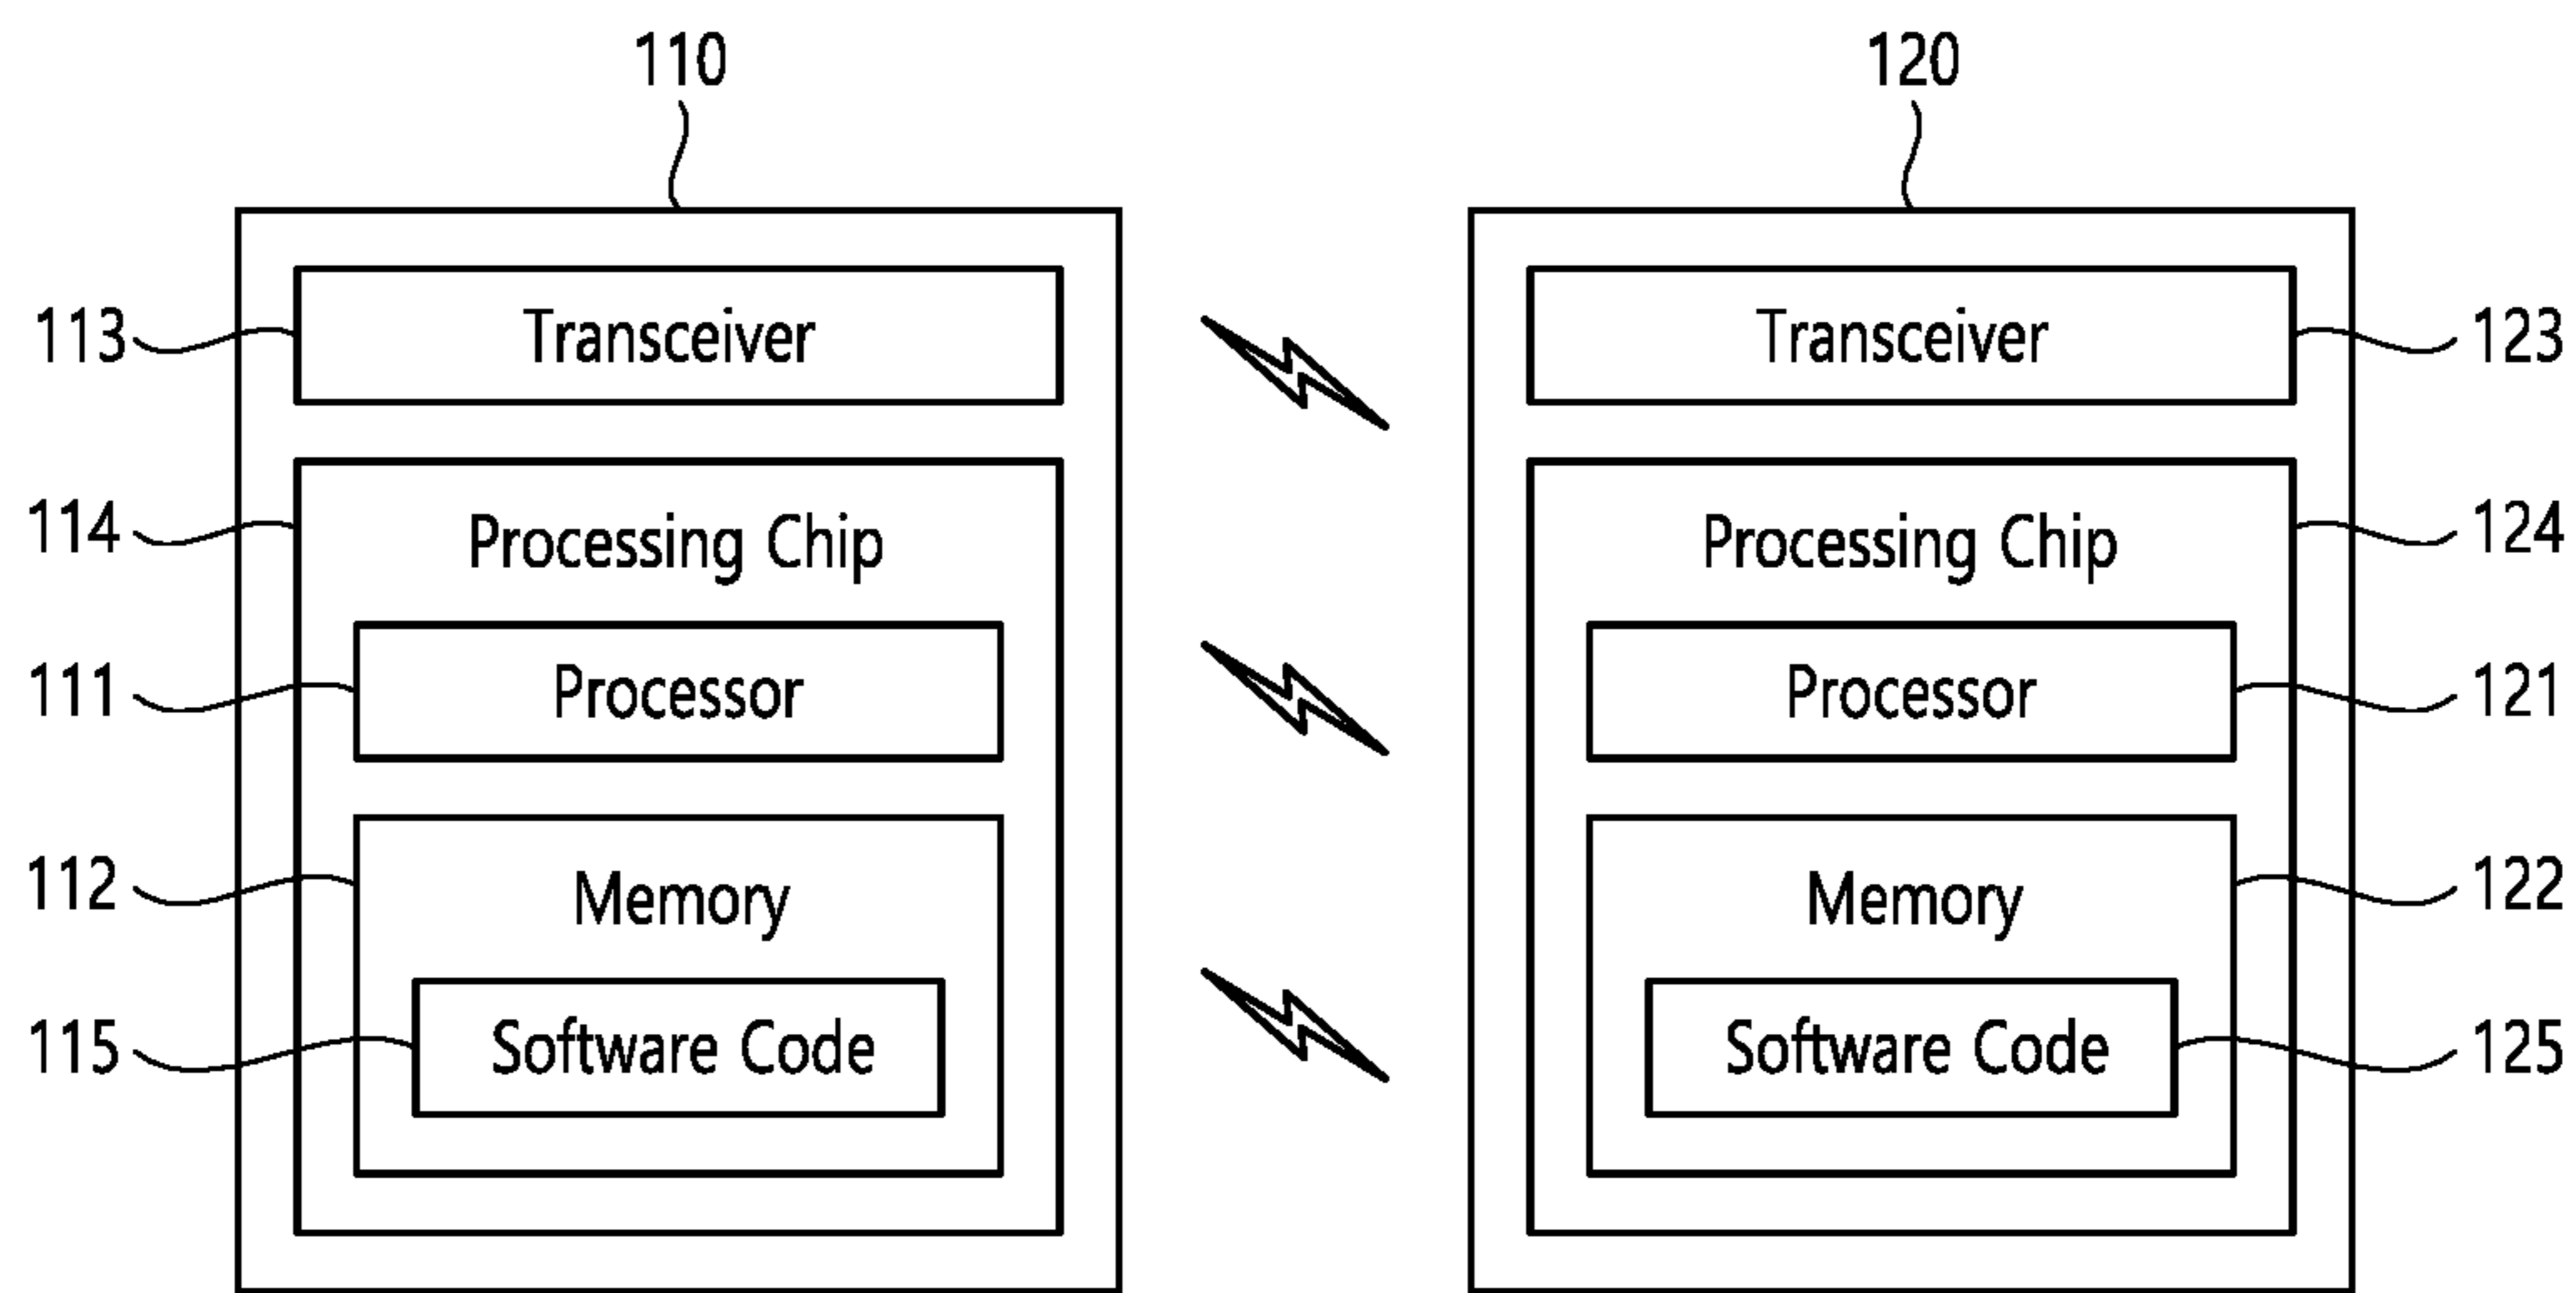 110
120
113
Transceiver
Transceiver
123
114
Processing Chip
Processing Chip
124
111
Processor
Processor
121
112
Memory
Memory
122
115
Software Code
Software Code
125